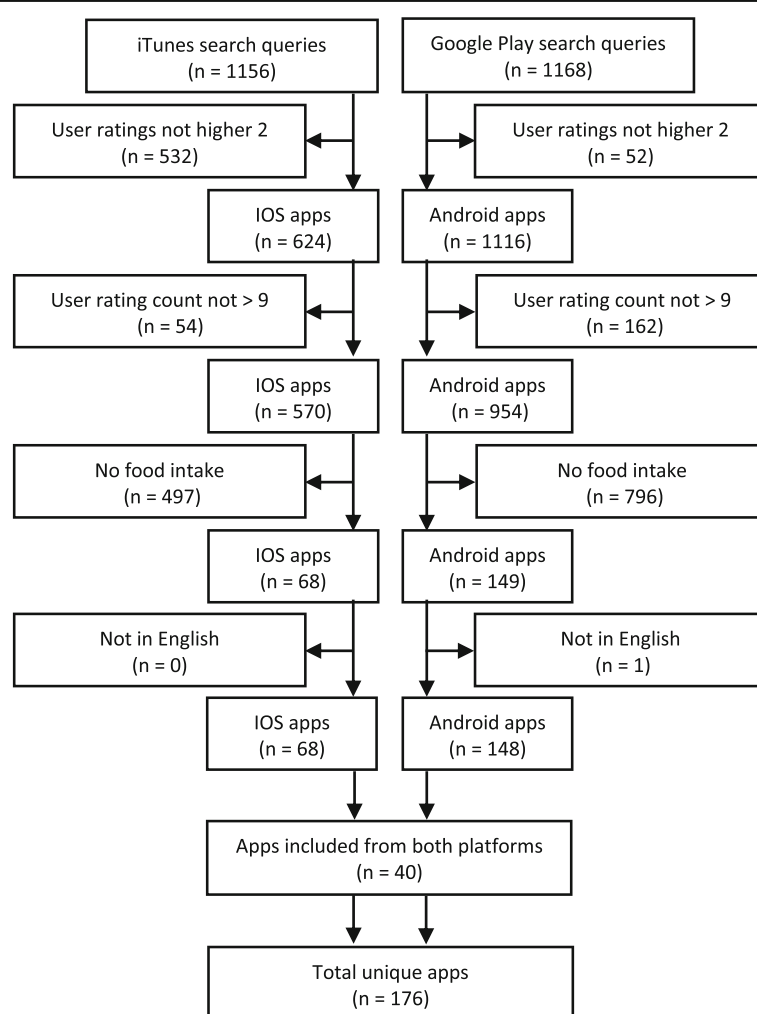 iTunes search queries
(n = 1156)
Google Play search queries
(n = 1168)
User ratings not higher 2
(n = 532)
User ratings not higher 2
(n = 52)
IOS apps
(n = 624)
Android apps
(n = 1116)
User rating count not > 9
(n = 54)
User rating count not > 9
(n = 162)
IOS apps
(n = 570)
Android apps
(n = 954)
No food intake
(n = 497)
No food intake
(n = 796)
IOS apps
(n = 68)
Android apps
(n = 149)
Not in English
(n = 0)
Not in English
(n = 1)
IOS apps
(n = 68)
Android apps
(n = 148)
Apps included from both platforms
(n = 40)
Total unique apps
(n = 176)